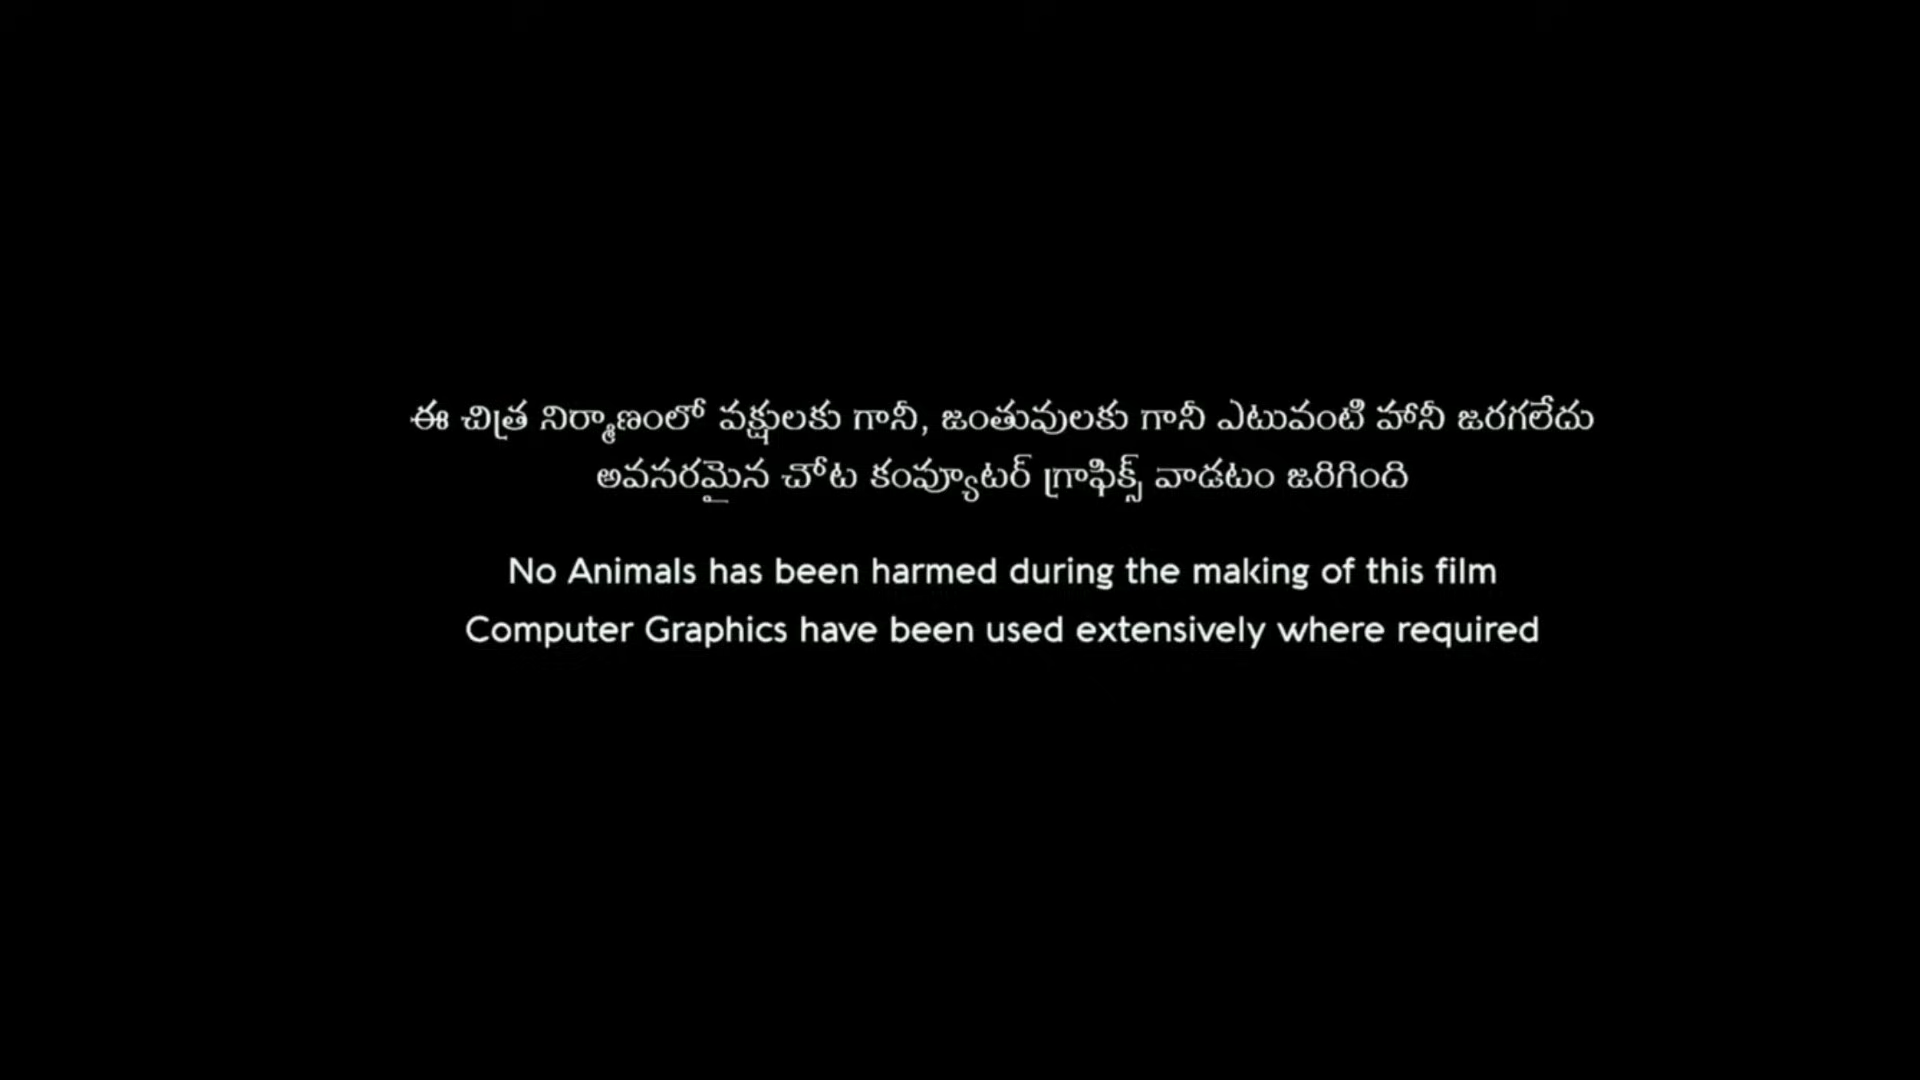 ఈ చిత్ర నిర్మాణంలో పక్షులకు గానీ, జంతువులకు గానీ ఎటువంటి హానీ జరగలేదు
అవసరమైన చోట కంప్యూటర్ గ్రాఫిక్స్ వాడటం జరిగింది
No Animals has been harmed during the making of this film
Computer Graphics have been used extensively where required